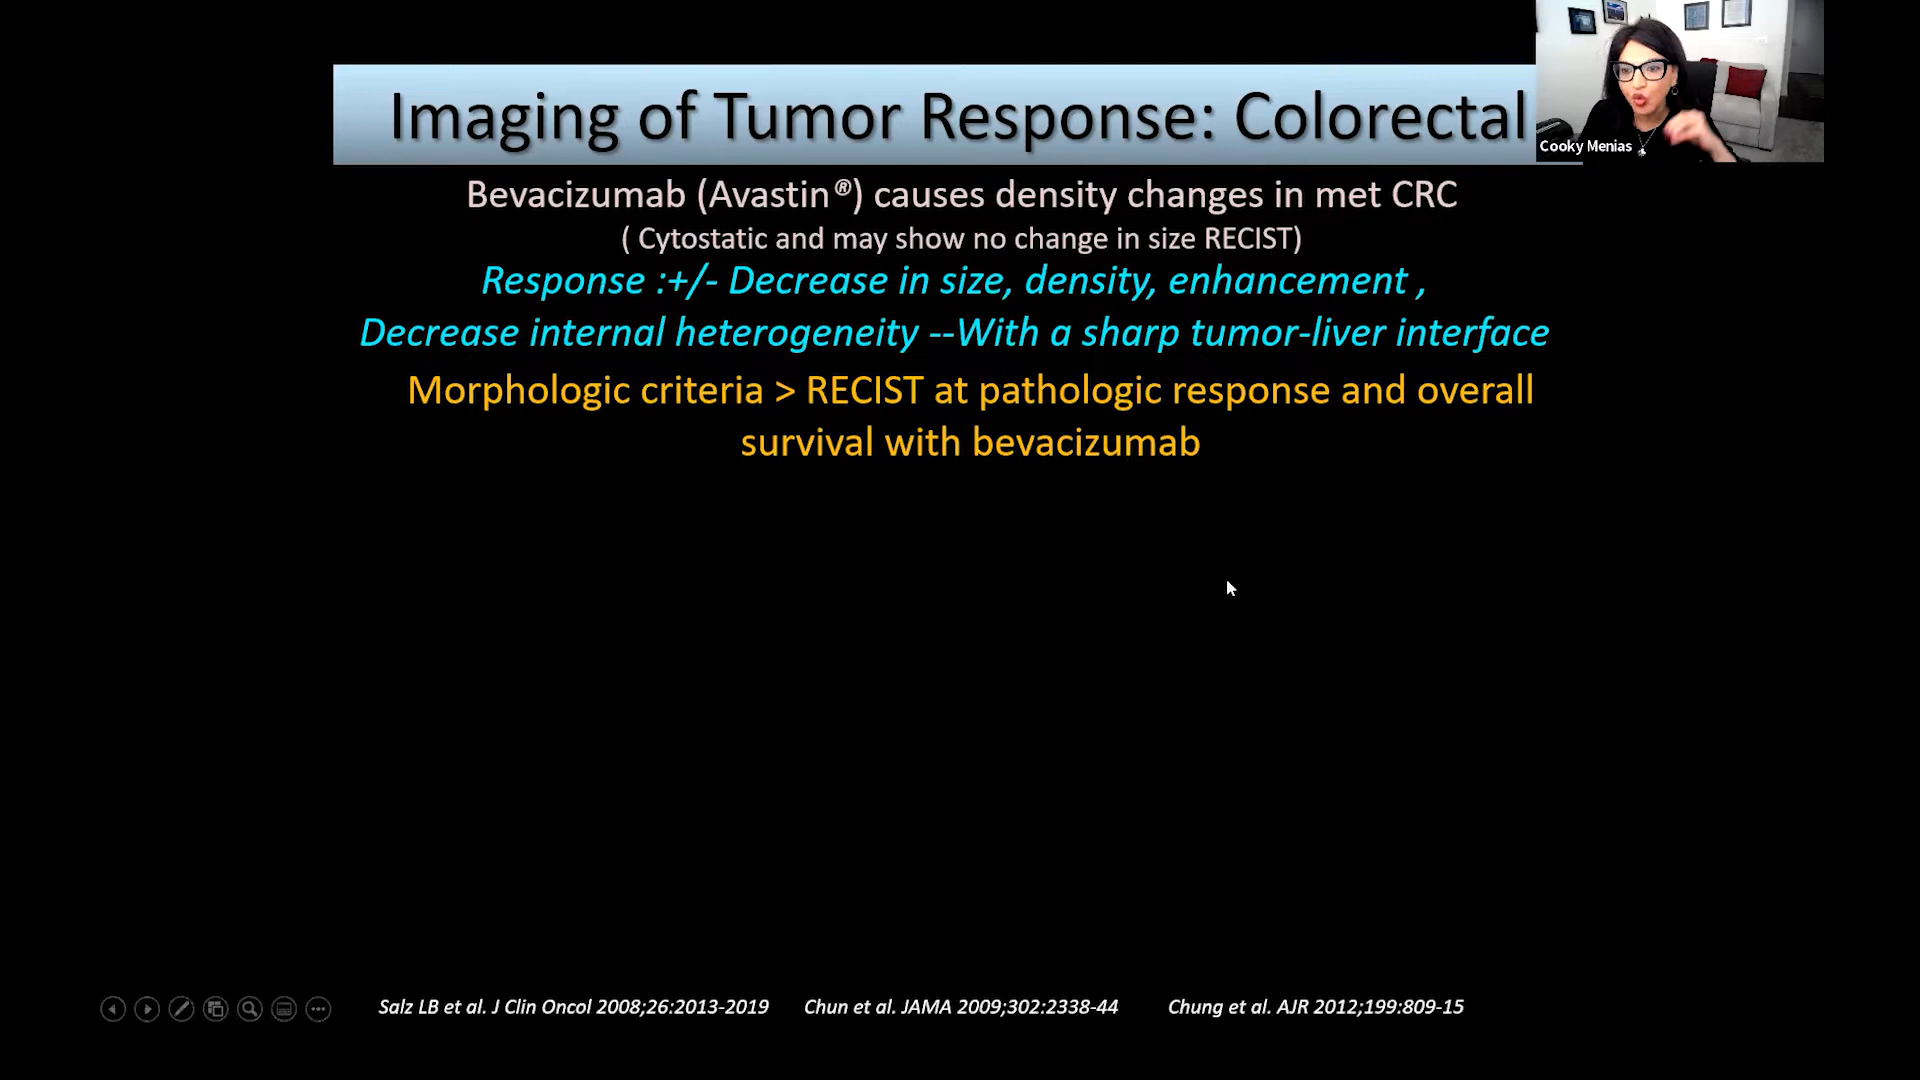 Imaging of Tumor Response: Colorectal
Cooky Menias
Bevacizumab (Avastin®) causes density changes in met CRC
( Cytostatic and may show no change in size RECIST)
Response :+/- Decrease in size, density, enhancement ,
Decrease internal heterogeneity --With a sharp tumor-liver interface
Morphologic criteria > RECIST at pathologic response and overall
survival with bevacizumab
Salz LB et al. J Clin Oncol 2008;26:2013-2019 Chun et al. JAMA 2009;302:2338-44 Chung et al. AJR 2012;199:809-15